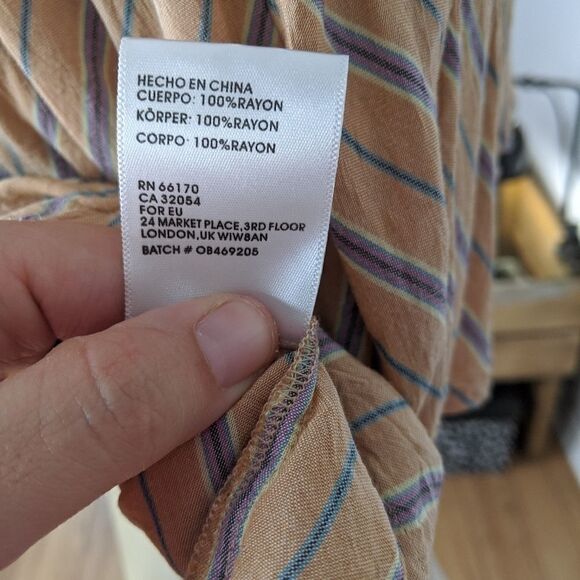 HECHO EN CHINA
CUERPO: 100%RAYON
KÖRPER: 100%RAYON
CORPO: 100%RAYON
RN 66170
CA 32054
FOR EU
24 MARKET PLACE,3RD FLOOR
LONDON,UK WIW8AN
BATCH # OB469205